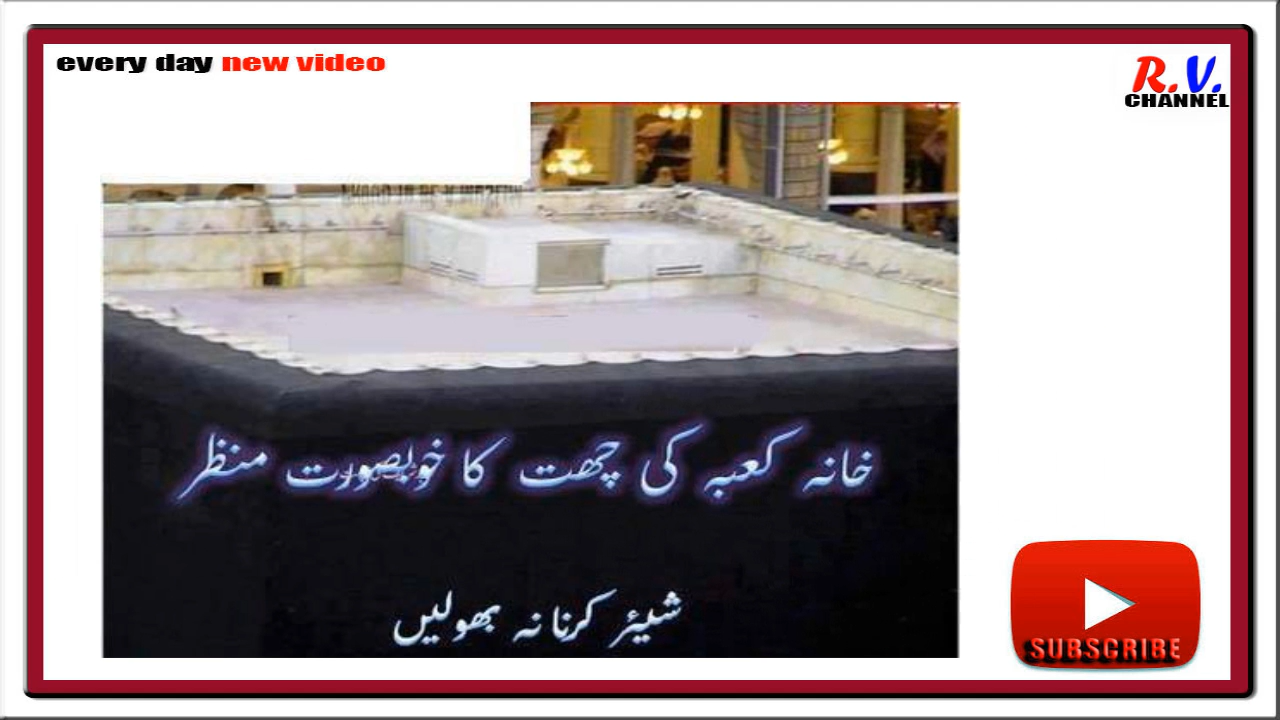 every day new video
R.V.
CHANNEL
خانہ کعبہ کی چھت کا خوبصورت منظر
شیئر کرنا نہ بھولیں
SUBSCRIBE